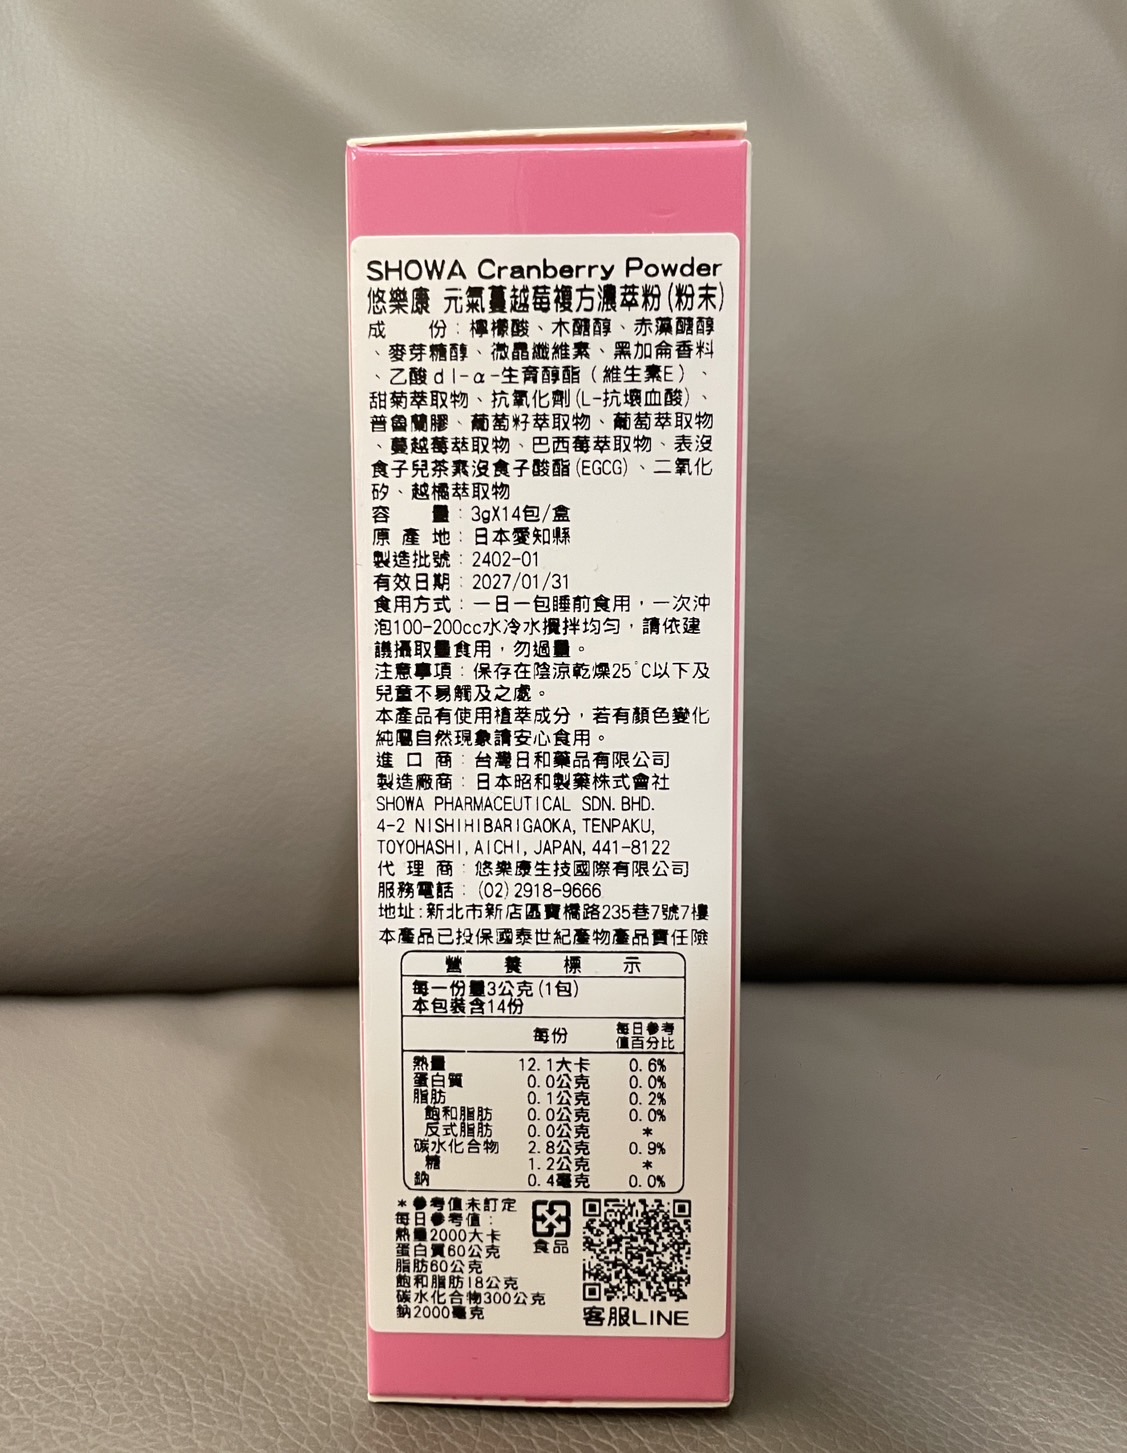 SHOWA Cranberry Powder
悠樂康 元氣蔓越莓複方濃萃粉(粉末)
成　　份：檸檬酸、木醣醇、赤藻醣醇
、麥芽糖醇、微晶纖維素、黑加侖香料
、乙酸dl-α-生育醇酯（維生素E）、
甜菊萃取物、抗氧化劑(L-抗壞血酸)、
普魯蘭膠、葡萄籽萃取物、葡萄萃取物
、蔓越莓萃取物、巴西莓萃取物、表沒
食子兒茶素沒食子酸酯(EGCG)、二氧化
矽、越橘萃取物
容　　量：3gX14包/盒
原 產 地：日本愛知縣
製造批號：2402-01
有效日期：2027/01/31
食用方式：一日一包睡前食用，一次沖
泡100-200cc水冷水攪拌均勻，請依建
議攝取量食用，勿過量。
注意事項：保存在陰涼乾燥25°C以下及
兒童不易觸及之處。
本產品有使用植萃成分，若有顏色變化
純屬自然現象請安心食用。
進 口 商：台灣日和藥品有限公司
製造廠商：日本昭和製藥株式會社
SHOWA PHARMACEUTICAL SDN. BHD.
4-2 NISHIHIBARIGAOKA, TENPAKU,
TOYOHASHI, AICHI, JAPAN, 441-8122
代 理 商：悠樂康生技國際有限公司
服務電話：(02)2918-9666
地址：新北市新店區寶橋路235巷7號7樓
本產品已投保國泰世紀產物產品責任險
營 養 標 示
每一份量3公克(1包)
本包裝含14份
每份 每日參考值百分比
熱量 12.1大卡 0.6%
蛋白質 0.0公克 0.0%
脂肪 0.1公克 0.2%
飽和脂肪 0.0公克 0.0%
反式脂肪 0.0公克 *
碳水化合物 2.8公克 0.9%
糖 1.2公克 *
鈉 0.4毫克 0.0%
*參考值未訂定
每日參考值：
熱量2000大卡
蛋白質60公克
脂肪60公克
飽和脂肪18公克
碳水化合物300公克
鈉2000毫克
食品
客服LINE